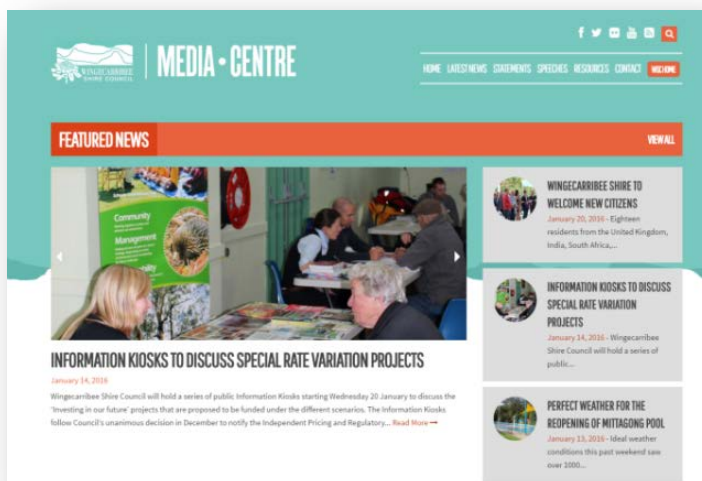 WINGECARRIBEE
SHIRE COUNCIL
MEDIA • CENTRE
HOME LATEST NEWS STATEMENTS SPEECHES RESOURCES CONTACT WSC HOME
FEATURED NEWS
VIEW ALL
Community
Management
INFORMATION KIOSKS TO DISCUSS SPECIAL RATE VARIATION PROJECTS
January 14, 2016
Wingecarribee Shire Council will hold a series of public Information Kiosks starting Wednesday 20 January to discuss the
'Investing in our future' projects that are proposed to be funded under the different scenarios. The Information Kiosks
follow Council's unanimous decision in December to notify the Independent Pricing and Regulatory... Read More →
WINGECARRIBEE SHIRE TO
WELCOME NEW CITIZENS
January 20, 2016 - Eighteen
residents from the United Kingdom,
India, South Africa,...
INFORMATION KIOSKS TO DISCUSS
SPECIAL RATE VARIATION
PROJECTS
January 14, 2016 - Wingecarribee
Shire Council will hold a series of
public...
PERFECT WEATHER FOR THE
REOPENING OF MITTAGONG POOL
January 13, 2016 - Ideal weather
conditions this past weekend saw
over 1000...